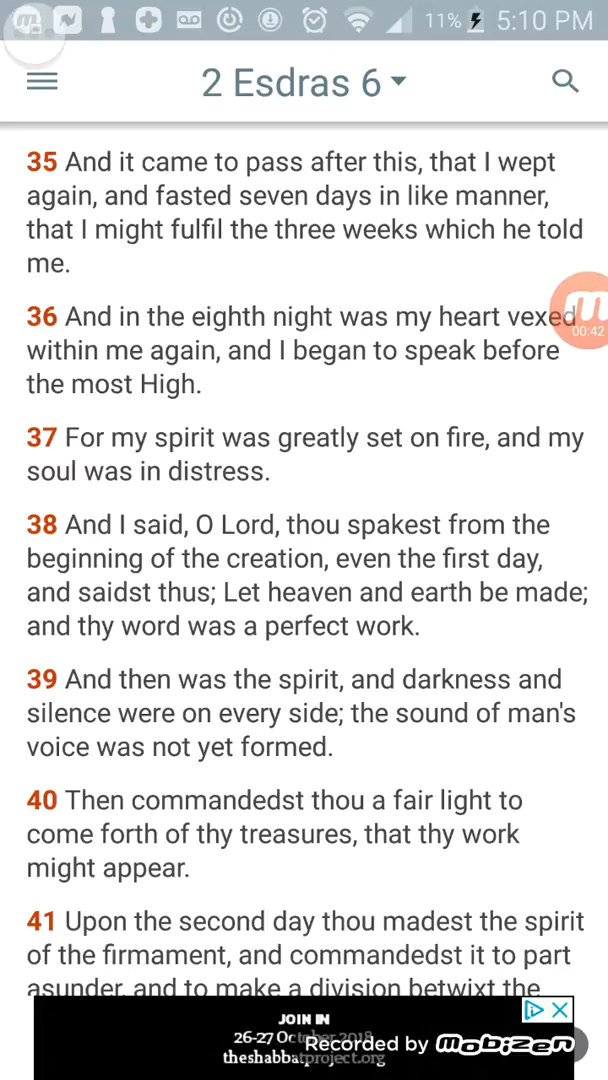 11% 5:10 PM
2 Esdras 6
35 And it came to pass after this, that I wept
again, and fasted seven days in like manner,
that I might fulfil the three weeks which he told
me.
36 And in the eighth night was my heart vexed
00:42
within me again, and I began to speak before
the most High.
37 For my spirit was greatly set on fire, and my
soul was in distress.
38 And I said, O Lord, thou spakest from the
beginning of the creation, even the first day,
and saidst thus; Let heaven and earth be made;
and thy word was a perfect work.
39 And then was the spirit, and darkness and
silence were on every side; the sound of man's
voice was not yet formed.
40 Then commandedst thou a fair light to
come forth of thy treasures, that thy work
might appear.
41 Upon the second day thou madest the spirit
of the firmament, and commandedst it to part
asunder, and to make a division betwixt the
JOIN IN
26-27 October 2018
Recorded by Mobizen
theshabbatproject.org